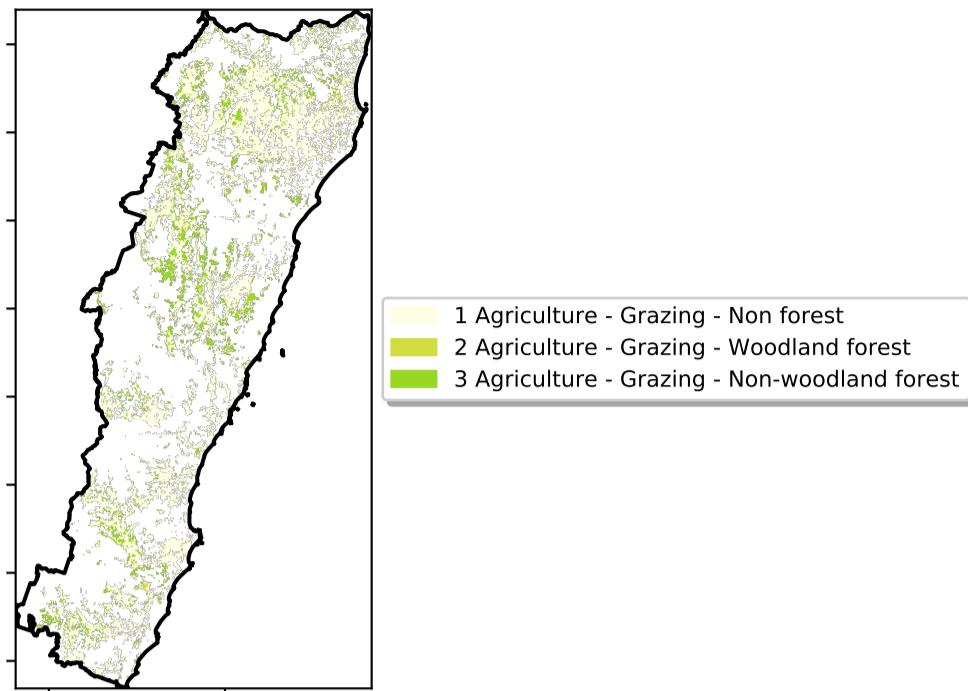 1 Agriculture - Grazing - Non forest
2 Agriculture - Grazing - Woodland forest
3 Agriculture - Grazing - Non-woodland forest